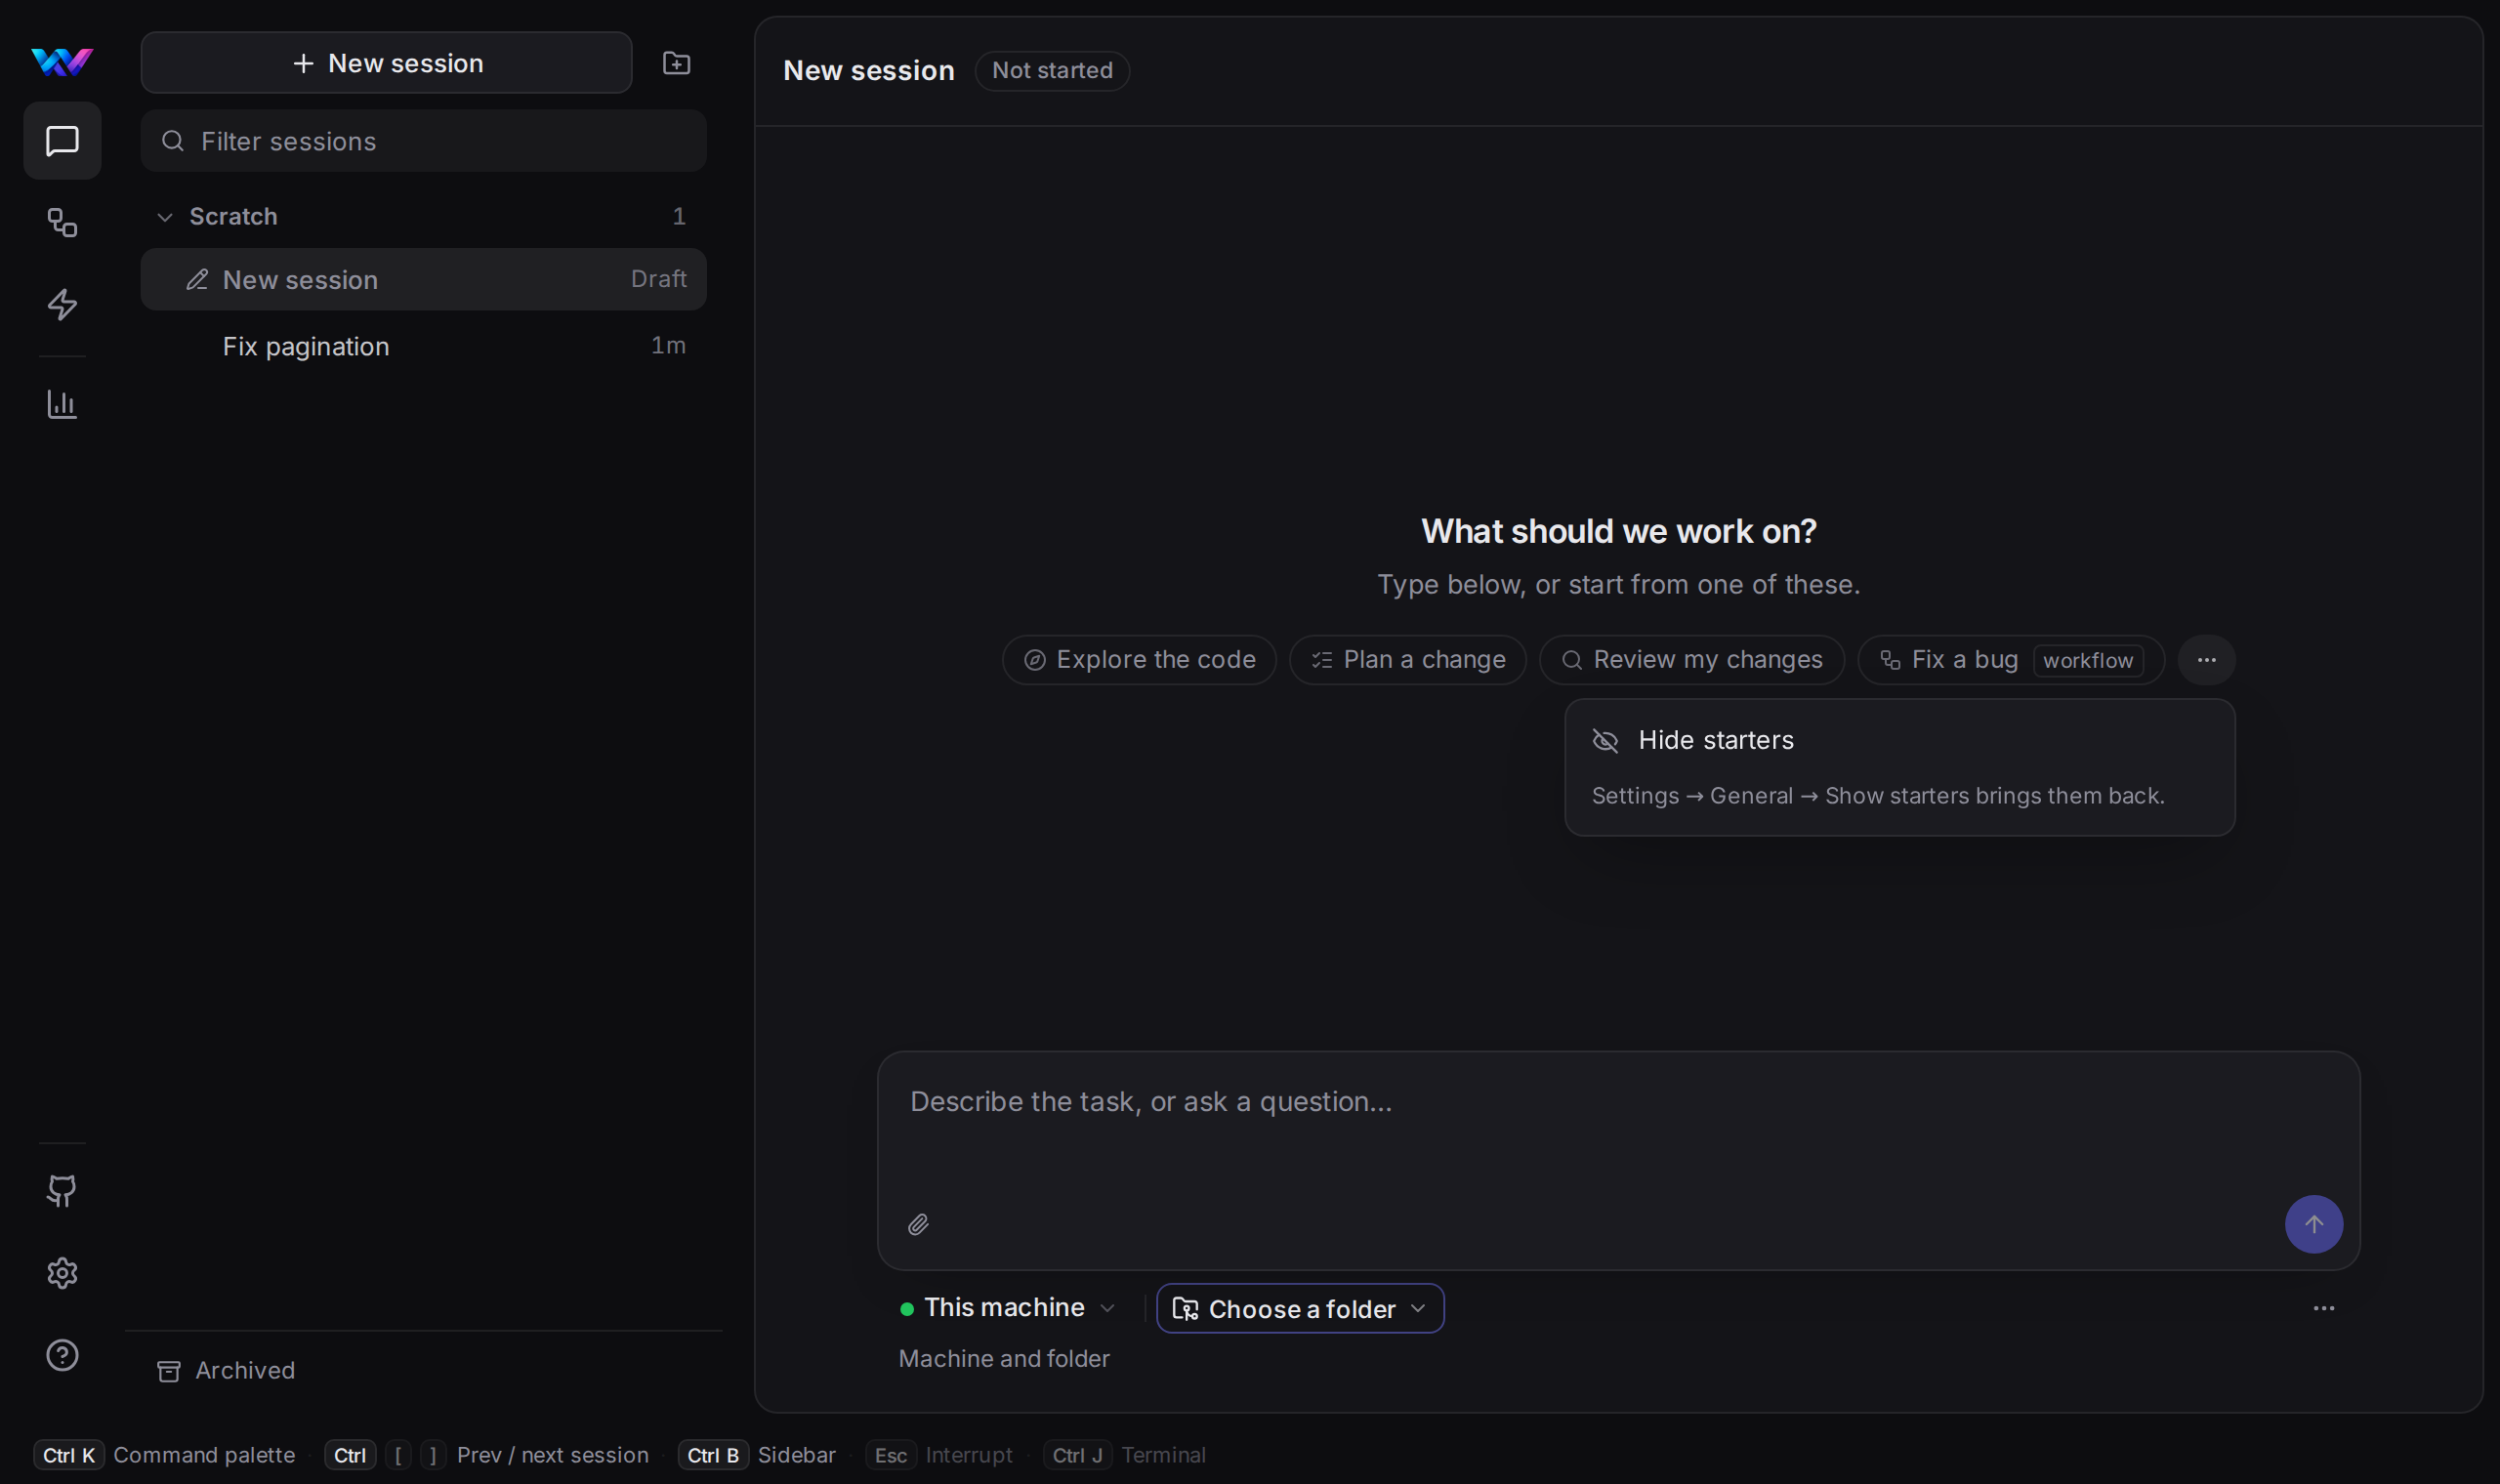 New session
Filter sessions
Scratch 1
New session Draft
Fix pagination 1m
Archived
New session Not started
What should we work on?
Type below, or start from one of these.
Explore the code Plan a change Review my changes Fix a bug workflow
Hide starters
Settings → General → Show starters brings them back.
Describe the task, or ask a question...
This machine Choose a folder
Machine and folder
Ctrl K Command palette · Ctrl [ ] Prev / next session · Ctrl B Sidebar · Esc Interrupt · Ctrl J Terminal